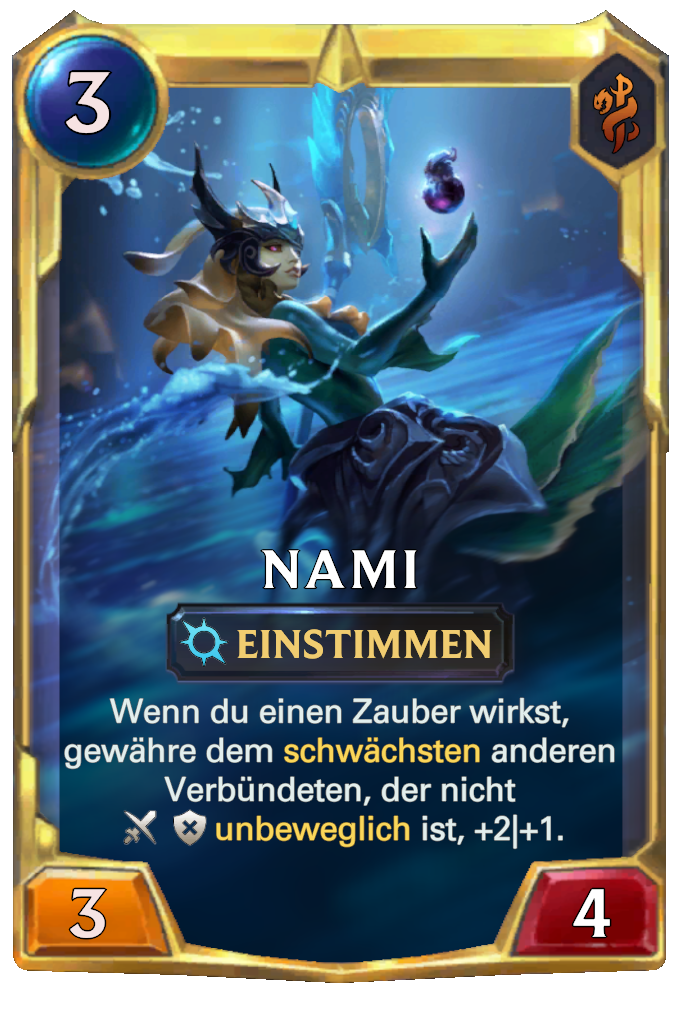 3
NAMI
EINSTIMMEN
Wenn du einen Zauber wirkst,
gewähre dem schwächsten anderen
Verbündeten, der nicht
unbeweglich ist, +2|+1.
3
4